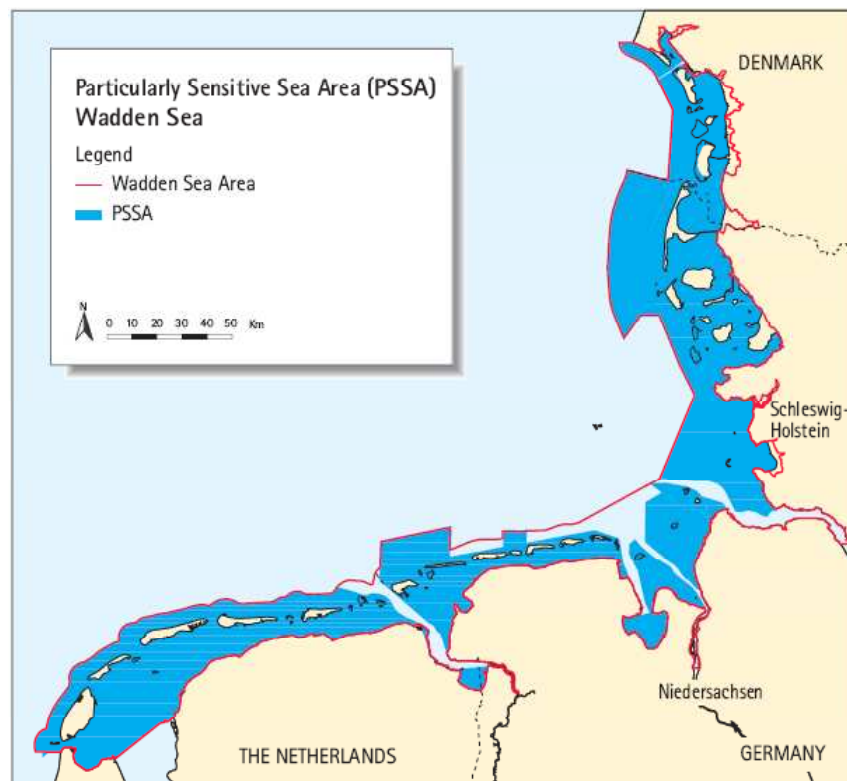 Particularly Sensitive Sea Area (PSSA)
Wadden Sea
Legend
Wadden Sea Area
PSSA
N
0 10 20 30 40 50 Km
DENMARK
Schleswig-
Holstein
Niedersachsen
THE NETHERLANDS
GERMANY